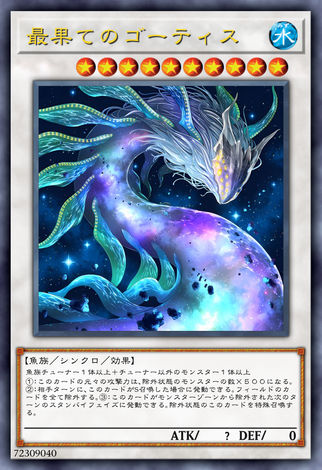 最果てのゴーティス
水
【魚族／シンクロ／効果】
魚族チューナー１体以上＋チューナー以外のモンスター１体以上
①：このカードの元々の攻撃力は、除外状態のモンスターの数×５００になる。
②：相手ターンに、このカードがＳ召喚した場合に発動できる。フィールドのカー
ドを全て除外する。③：このカードがモンスターゾーンから除外された次のター
ンのスタンバイフェイズに発動できる。除外状態のこのカードを特殊召喚す
る。
ATK/ ? DEF/ 0
72309040